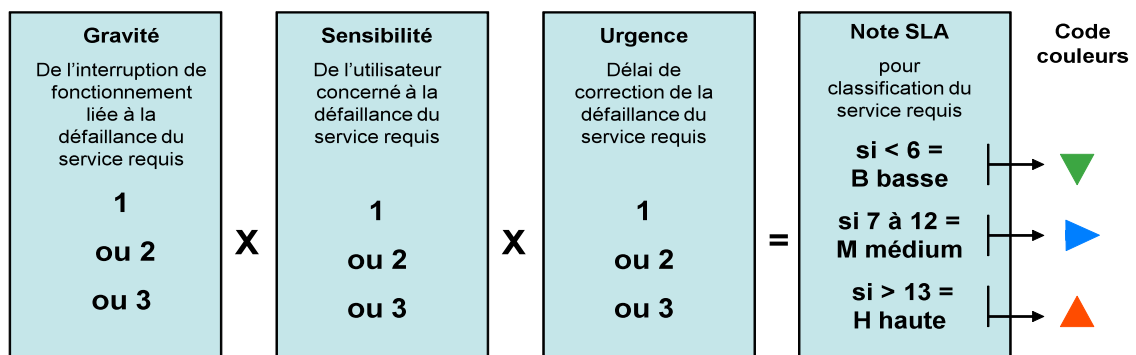 Gravité
De l'interruption de
fonctionnement
liée à la
défaillance du
service requis
1
ou 2
ou 3
X
Sensibilité
De l'utilisateur
concerné à la
défaillance du
service requis
1
ou 2
ou 3
X
Urgence
Délai de
correction de la
défaillance du
service requis
1
ou 2
ou 3
=
Note SLA
pour
classification du
service requis
si < 6 =
B basse
si 7 à 12 =
M médium
si > 13 =
H haute
Code
couleurs